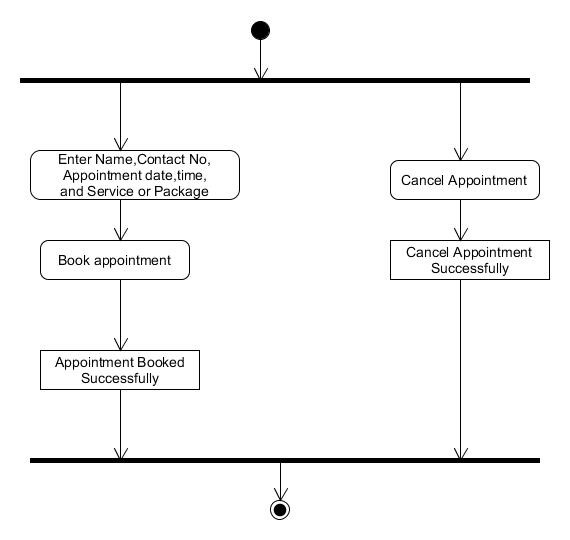 Enter Name,Contact No,
Appointment date,time,
and Service or Package
Cancel Appointment
Book appointment
Cancel Appointment
Successfully
Appointment Booked
Successfully